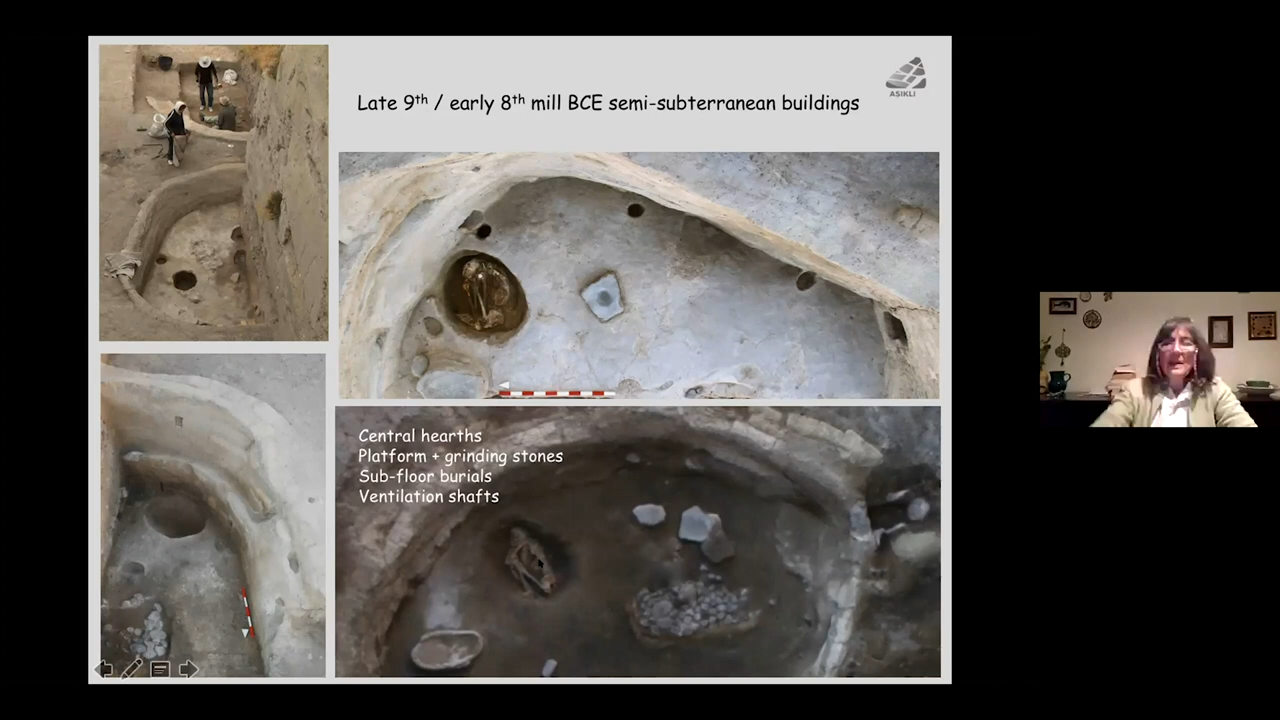 Late 9th / early 8th mill BCE semi-subterranean buildings
AŞIKLI
Central hearths
Platform + grinding stones
Sub-floor burials
Ventilation shafts